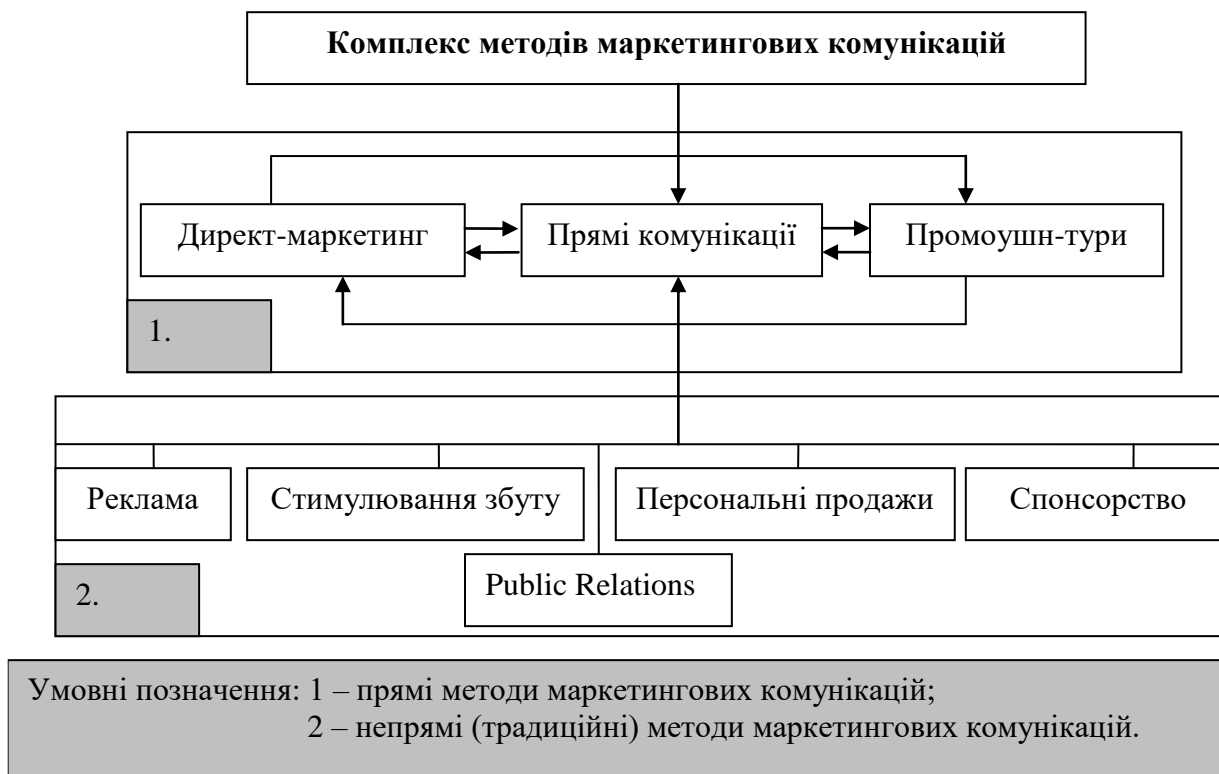 Комплекс методів маркетингових комунікацій
Директ-маркетинг
Прямі комунікації
Промоушн-тури
1.
Реклама
Стимулювання збуту
Персональні продажи
Спонсорство
Public Relations
2.
Умовні позначення: 1 – прямі методи маркетингових комунікацій;
2 – непрямі (традиційні) методи маркетингових комунікацій.